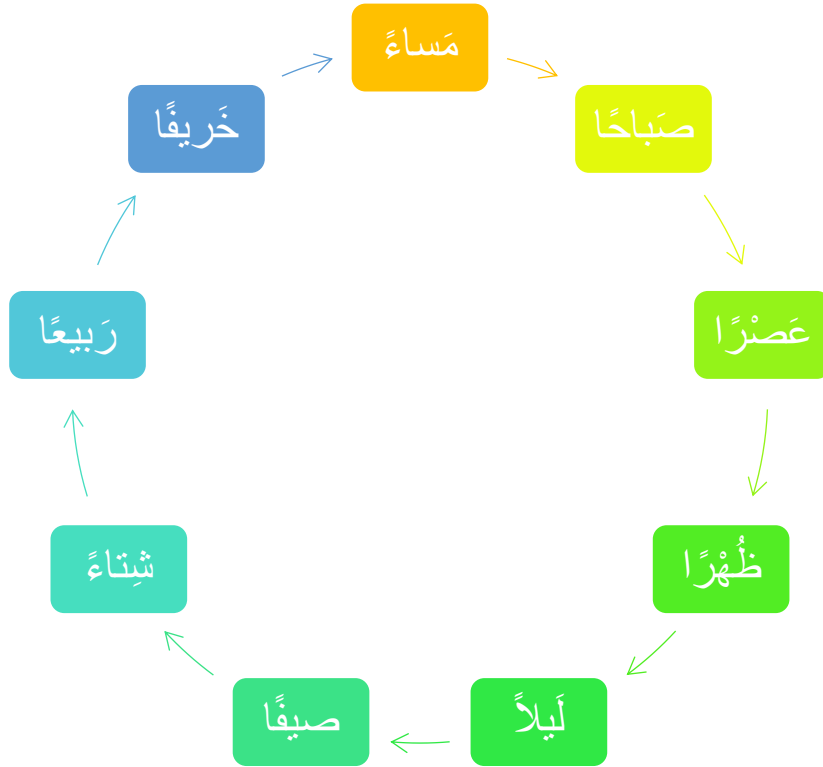 مَساءً
صَباحًا
عَصْرًا
ظُهْرًا
لَيلاً
صيفًا
شِتاءً
رَبيعًا
خَريفًا